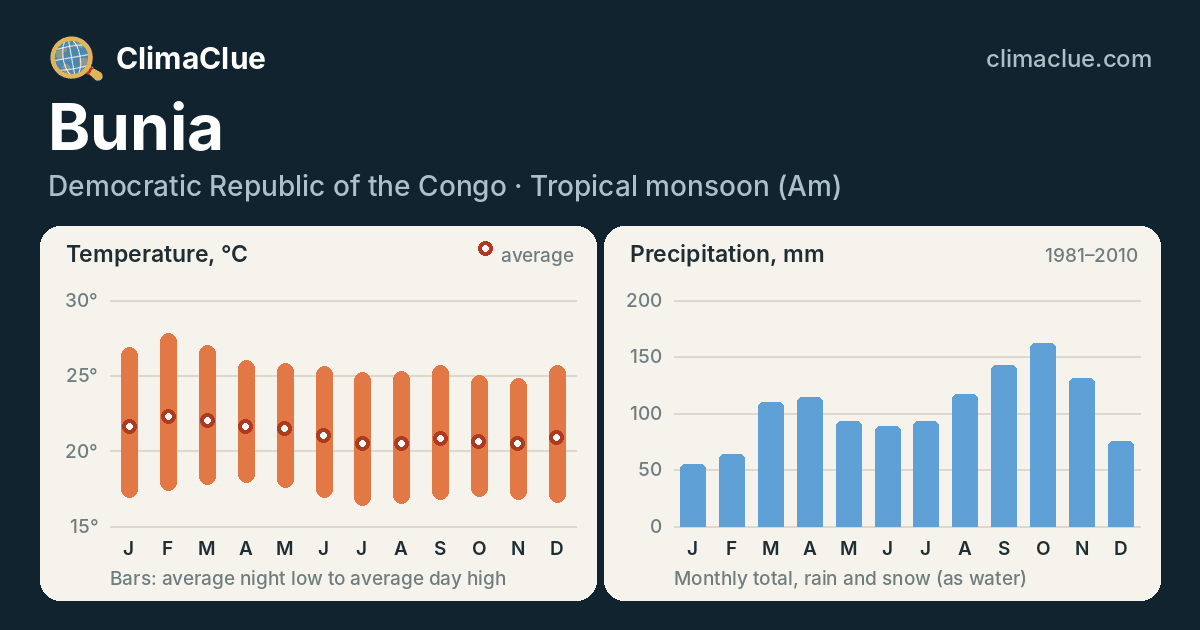 ClimaClue
climaclue.com
Bunia
Democratic Republic of the Congo · Tropical monsoon (Am)
Temperature, °C
average
30°
25°
20°
15°
J F M A M J J A S O N D
Bars: average night low to average day high
Precipitation, mm
1981–2010
200
150
100
50
0
J F M A M J J A S O N D
Monthly total, rain and snow (as water)